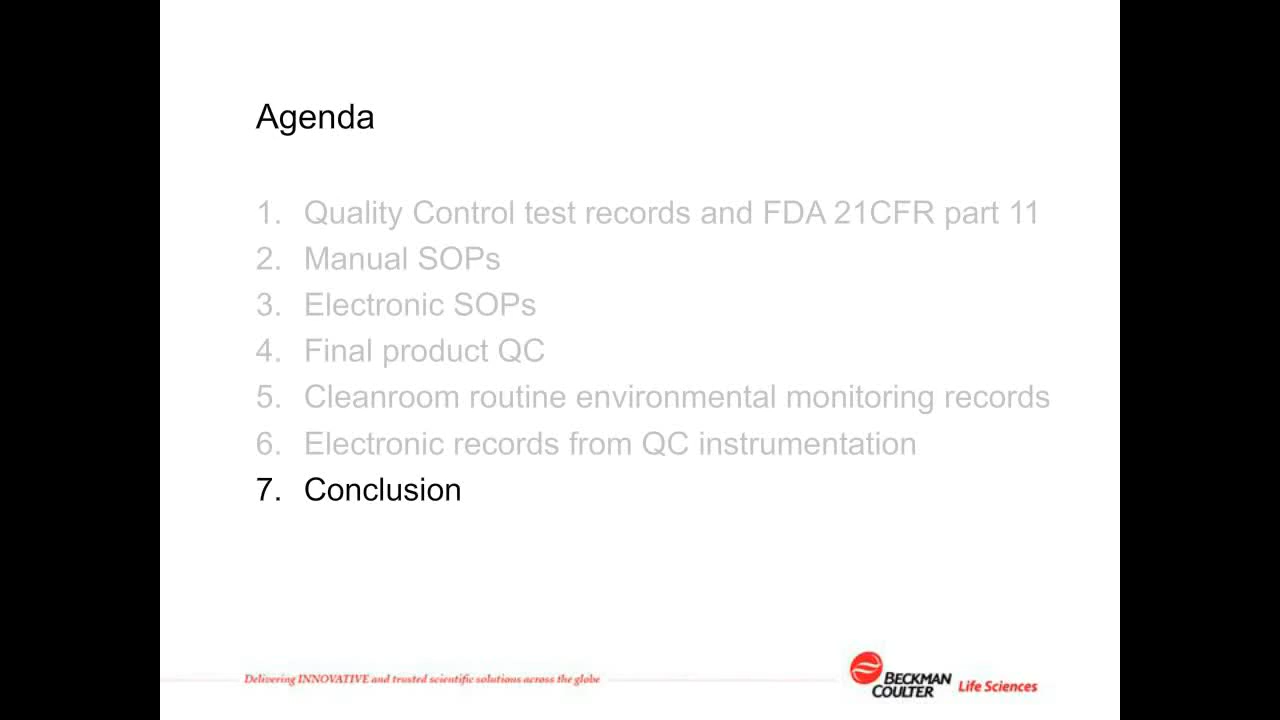 Agenda
1. Quality Control test records and FDA 21CFR part 11
2. Manual SOPs
3. Electronic SOPs
4. Final product QC
5. Cleanroom routine environmental monitoring records
6. Electronic records from QC instrumentation
7. Conclusion
Delivering INNOVATIVE and trusted scientific solutions across the globe
BECKMAN
COULTER
Life Sciences